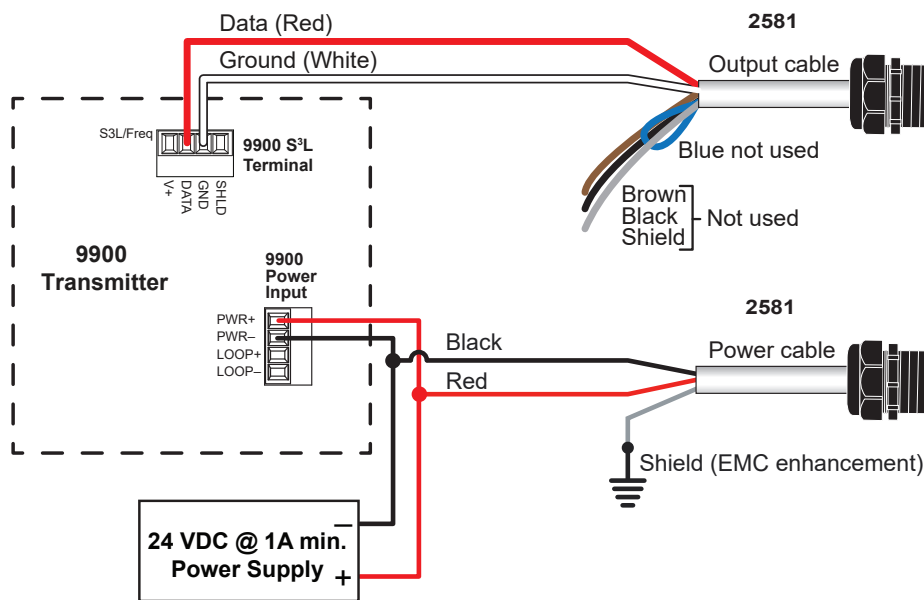 Data (Red)
2581
Ground (White)
Output cable
S3L/Freq
9900 S³L
Terminal
V+
DATA
GND
SHLD
Blue not used
Brown
Black
Shield
Not used
9900
Transmitter
9900
Power
Input
PWR+
PWR–
LOOP+
LOOP–
2581
Black
Power cable
Red
Shield (EMC enhancement)
24 VDC @ 1A min.
Power Supply
–
+